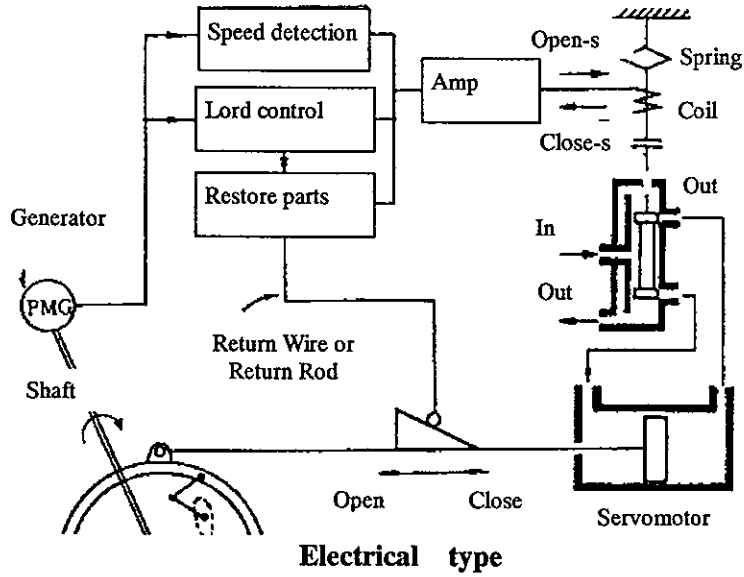 Speed detection
Open-s
Spring
Amp
Lord control
Coil
Close-s
Restore parts
Out
Generator
In
PMG
Out
Return Wire or
Return Rod
Shaft
Open
Close
Servomotor
Electrical type